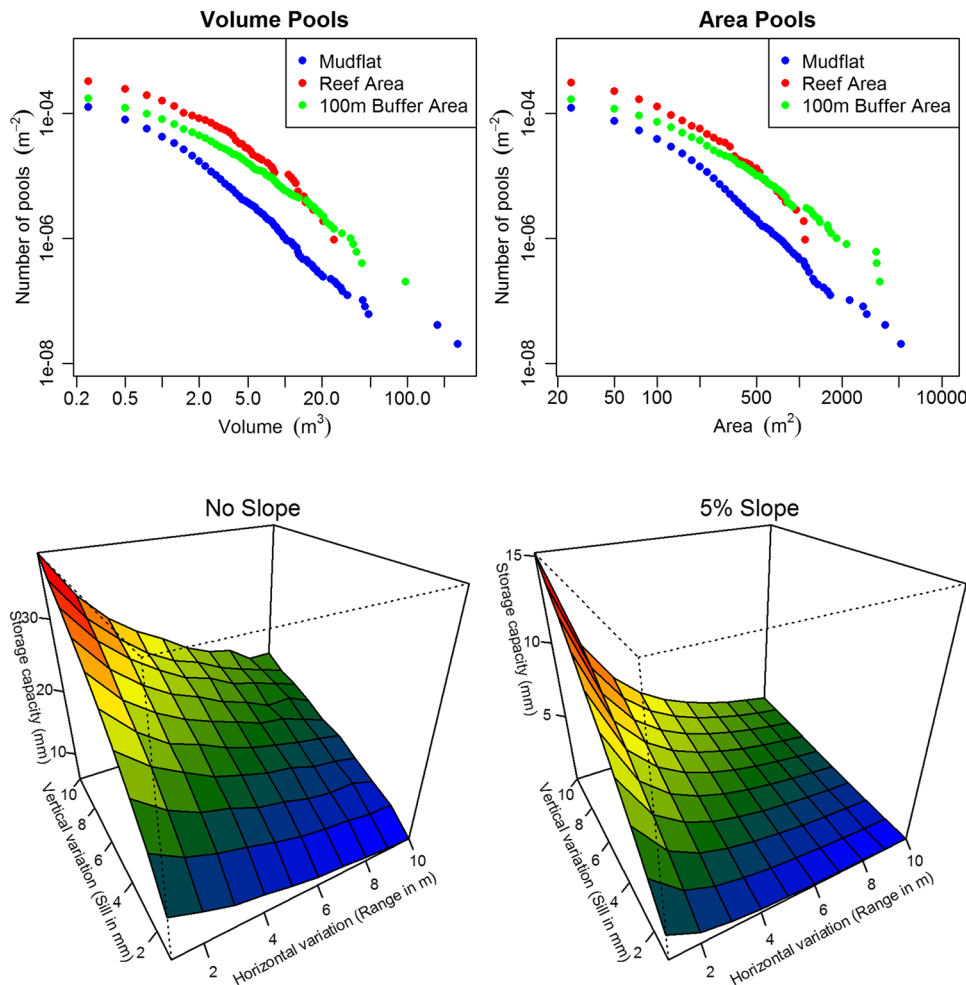 Volume Pools
Mudflat
Reef Area
100m Buffer Area
Number of pools (m⁻²)
1e-04
1e-06
1e-08
0.2 0.5 2.0 5.0 20.0 100.0
Volume (m³)
Area Pools
Mudflat
Reef Area
100m Buffer Area
Number of pools (m⁻²)
1e-04
1e-06
1e-08
20 50 100 500 2000 10000
Area (m²)
No Slope
Storage capacity (mm)
30
20
10
Vertical variation (Sill in mm)
10
8
6
4
2
Horizontal variation (Range in m)
2
4
6
8
10
5% Slope
Storage capacity (mm)
15
10
5
Vertical variation (Sill in mm)
10
8
6
4
2
Horizontal variation (Range in m)
2
4
6
8
10